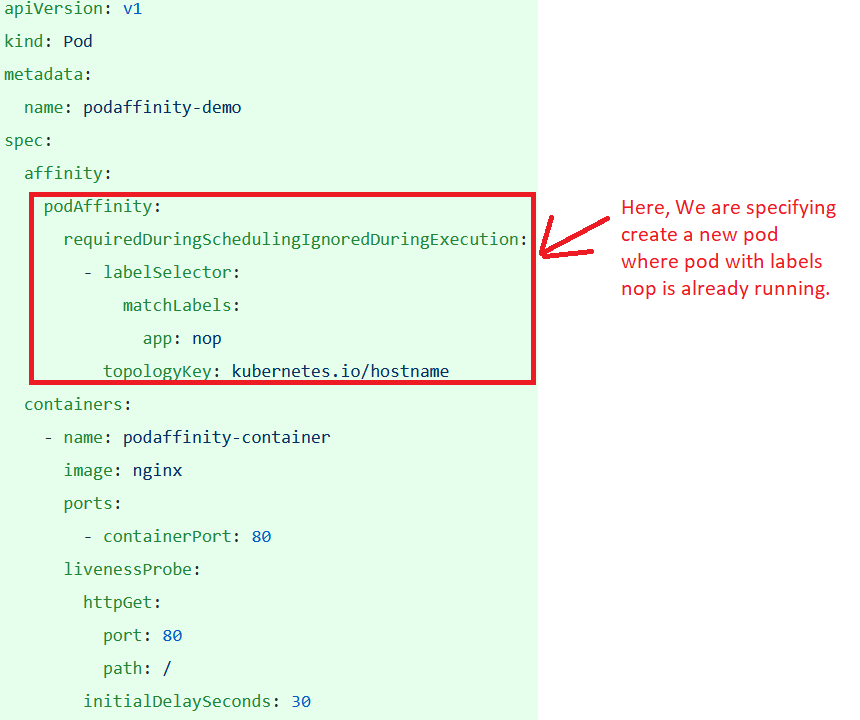 apiVersion: v1
kind: Pod
metadata:
  name: podaffinity-demo
spec:
  affinity:
    podAffinity:
      requiredDuringSchedulingIgnoredDuringExecution:
        - labelSelector:
            matchLabels:
              app: nop
          topologyKey: kubernetes.io/hostname
  containers:
    - name: podaffinity-container
      image: nginx
      ports:
        - containerPort: 80
      livenessProbe:
        httpGet:
          port: 80
          path: /
        initialDelaySeconds: 30
Here, We are specifying
create a new pod
where pod with labels
nop is already running.